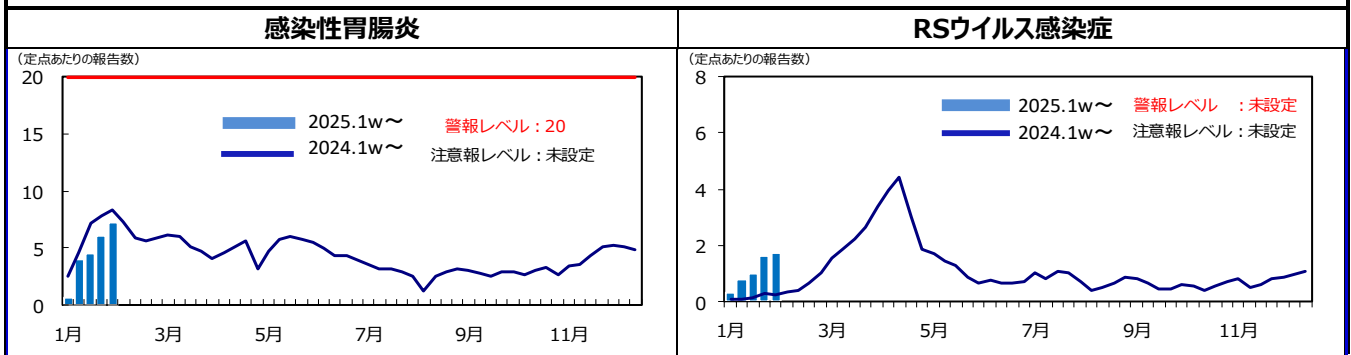 感染性胃腸炎
（定点あたりの報告数）
20
15
10
5
0
2025.1w～
2024.1w～
警報レベル：20
注意報レベル：未設定
1月 3月 5月 7月 9月 11月
RSウイルス感染症
（定点あたりの報告数）
8
6
4
2
0
2025.1w～ 警報レベル ：未設定
2024.1w～ 注意報レベル：未設定
1月 3月 5月 7月 9月 11月